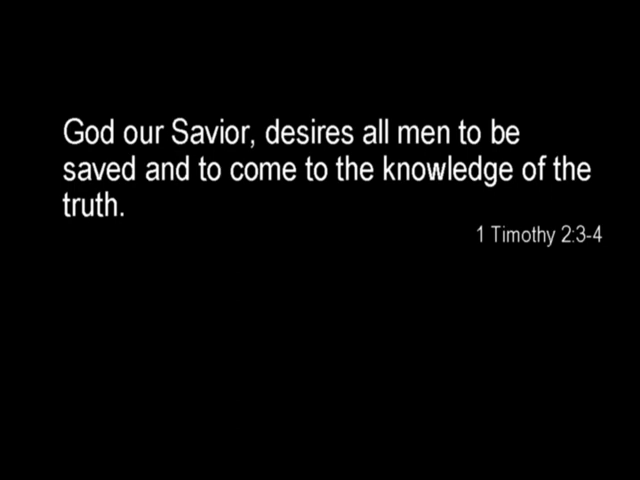 God our Savior, desires all men to be
saved and to come to the knowledge of the
truth.
1 Timothy 2:3-4